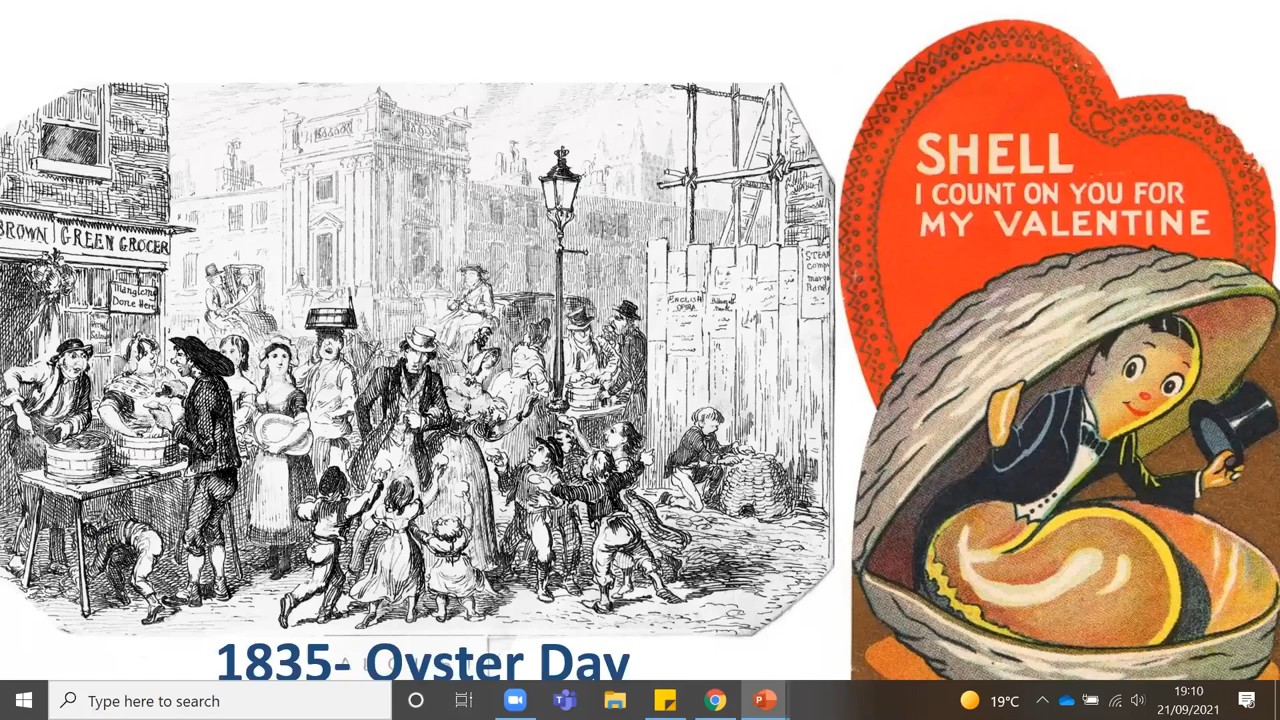 BROWN GREEN GROCER
Mangleing
Done Here
ENGLISH
OPERA
STEAM
SHELL
I COUNT ON YOU FOR
MY VALENTINE
1835- Oyster Day
Type here to search
19°C
19:10
21/09/2021